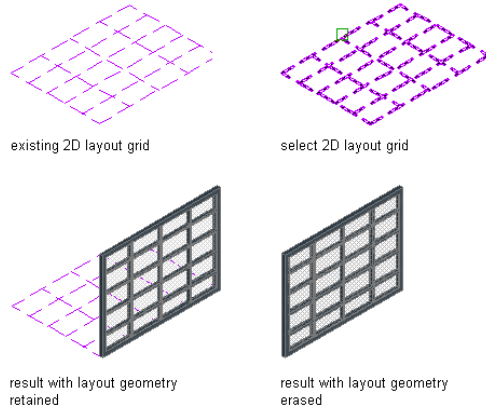 existing 2D layout grid
select 2D layout grid
result with layout geometry
retained
result with layout geometry
erased